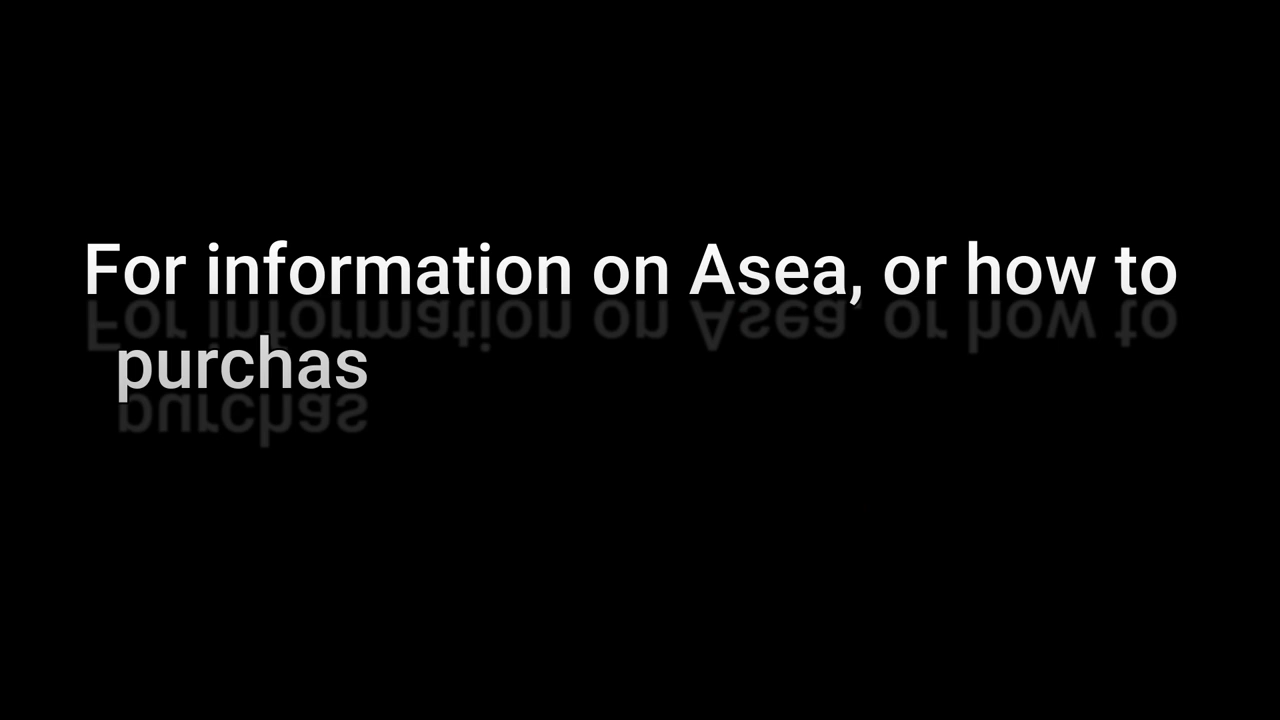 For information on Asea, or how to
purchas